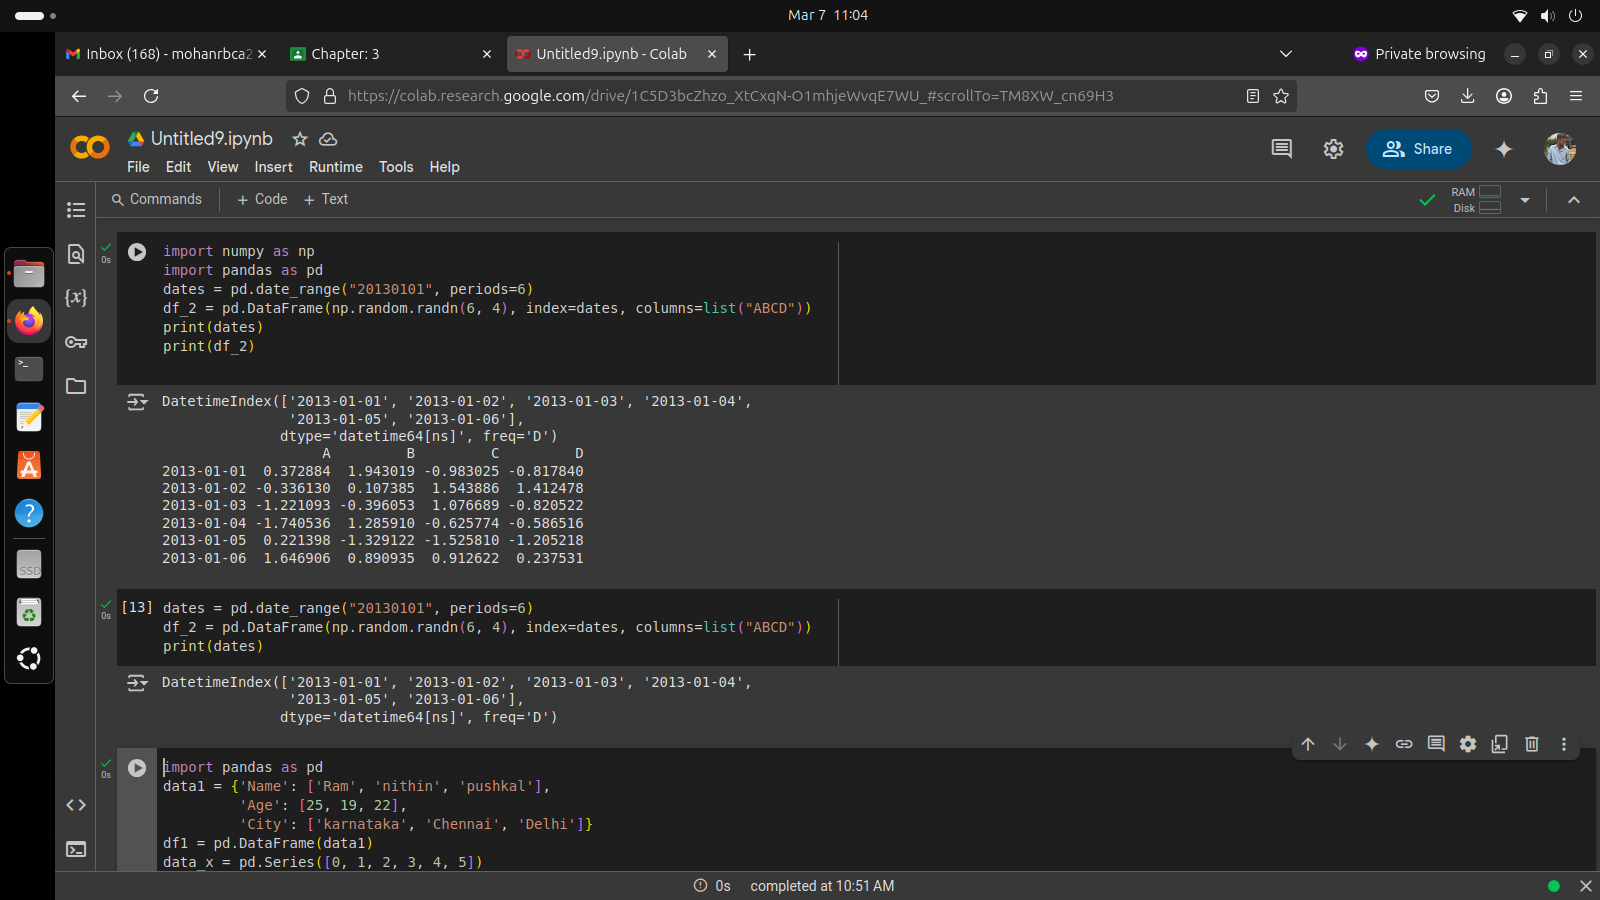 Mar 7  11:04
Inbox (168) - mohanrbca2
Chapter: 3
Untitled9.ipynb - Colab
Private browsing
https://colab.research.google.com/drive/1C5D3bcZhzo_XtCxqN-O1mhjeWvqE7WU_#scrollTo=TM8XW_cn69H3
Untitled9.ipynb
File Edit View Insert Runtime Tools Help
Share
Commands + Code + Text
RAM
Disk
0s
import numpy as np
import pandas as pd
dates = pd.date_range("20130101", periods=6)
df_2 = pd.DataFrame(np.random.randn(6, 4), index=dates, columns=list("ABCD"))
print(dates)
print(df_2)
DatetimeIndex(['2013-01-01', '2013-01-02', '2013-01-03', '2013-01-04',
'2013-01-05', '2013-01-06'],
dtype='datetime64[ns]', freq='D')
A B C D
2013-01-01 0.372884 1.943019 -0.983025 -0.817840
2013-01-02 -0.336130 0.107385 1.543886 1.412478
2013-01-03 -1.221093 -0.396053 1.076689 -0.820522
2013-01-04 -1.740536 1.285910 -0.625774 -0.586516
2013-01-05 0.221398 -1.329122 -1.525810 -1.205218
2013-01-06 1.646906 0.890935 0.912622 0.237531
0s
[13] dates = pd.date_range("20130101", periods=6)
df_2 = pd.DataFrame(np.random.randn(6, 4), index=dates, columns=list("ABCD"))
print(dates)
DatetimeIndex(['2013-01-01', '2013-01-02', '2013-01-03', '2013-01-04',
'2013-01-05', '2013-01-06'],
dtype='datetime64[ns]', freq='D')
0s
import pandas as pd
data1 = {'Name': ['Ram', 'nithin', 'pushkal'],
'Age': [25, 19, 22],
'City': ['karnataka', 'Chennai', 'Delhi']}
df1 = pd.DataFrame(data1)
data_x = pd.Series([0, 1, 2, 3, 4, 5])
0s completed at 10:51 AM
SSD